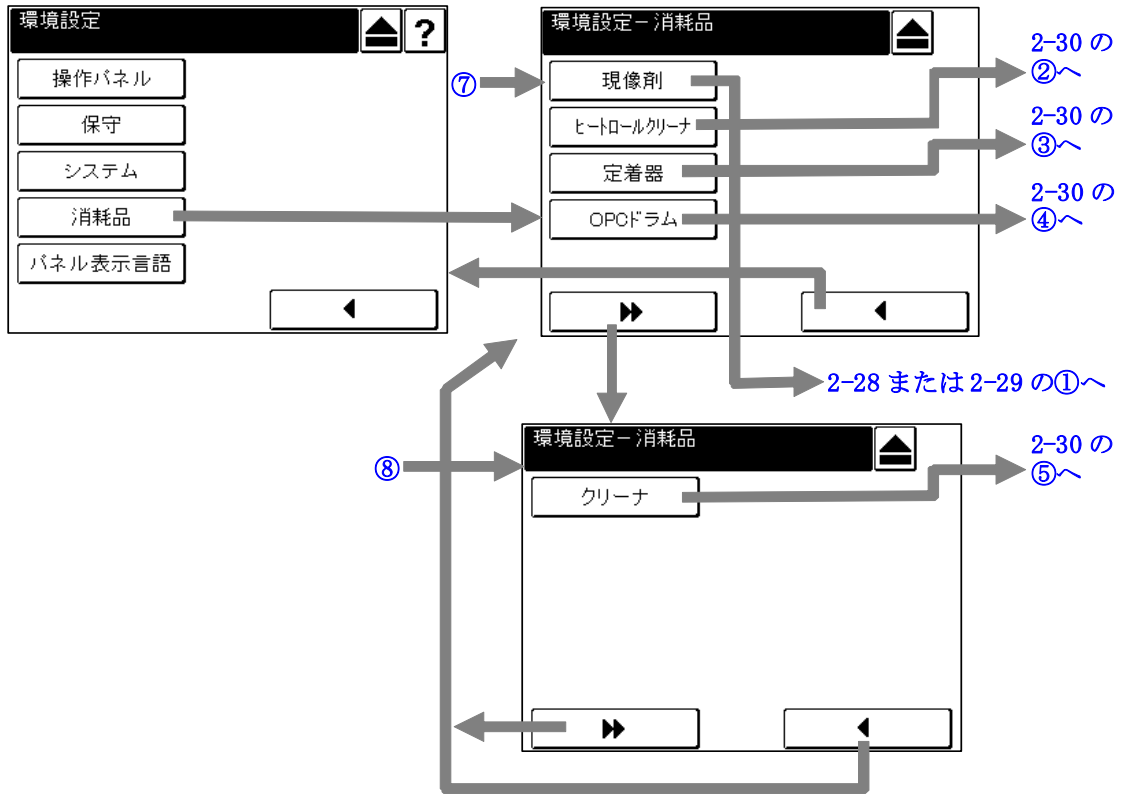 環境設定
?
操作パネル
保守
システム
消耗品
パネル表示言語
環境設定－消耗品
⑦
現像剤
ヒートロールクリーナ
定着器
OPCドラム
2-30 の
②へ
2-30 の
③へ
2-30 の
④へ
2-28 または 2-29 の①へ
環境設定－消耗品
⑧
クリーナ
2-30 の
⑤へ